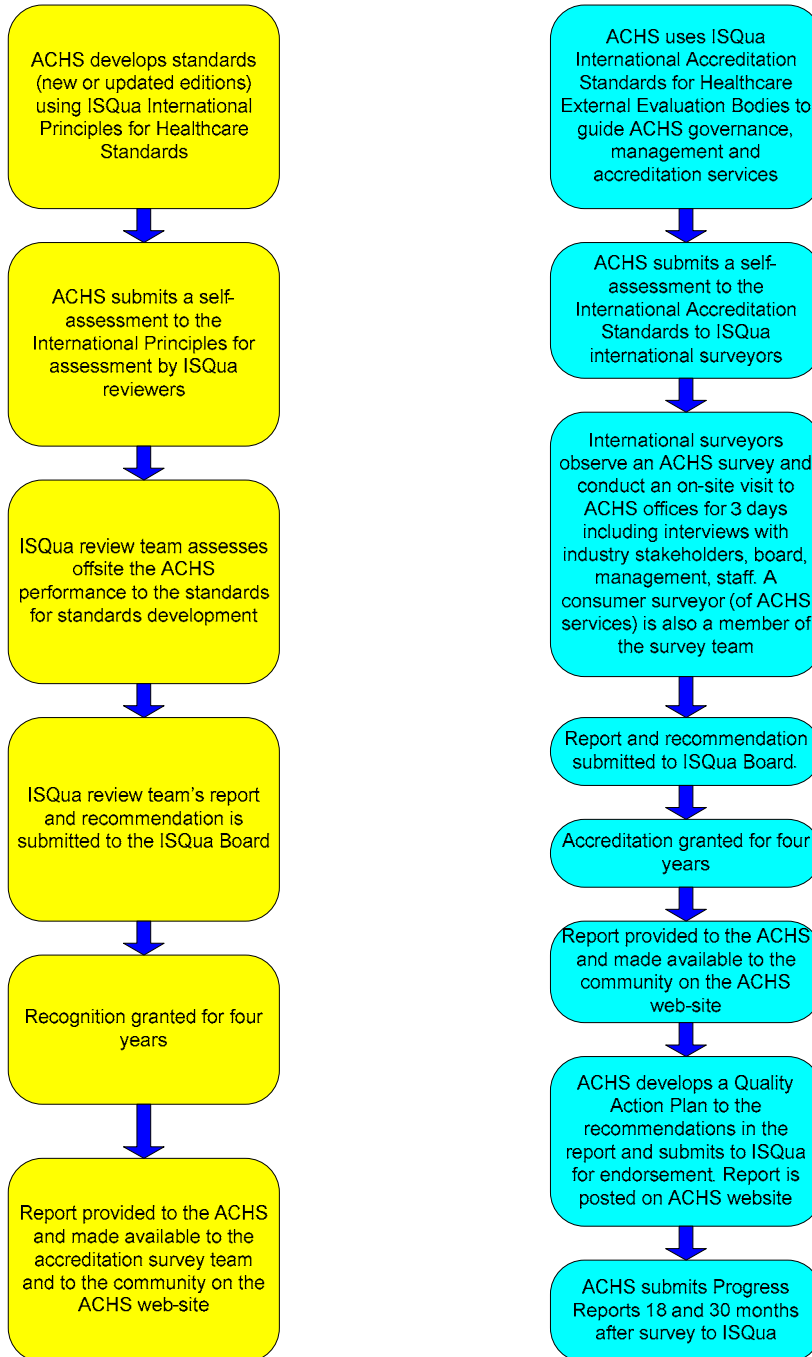 ACHS develops standards
(new or updated editions)
using ISQua International
Principles for Healthcare
Standards
ACHS submits a self-
assessment to the
International Principles for
assessment by ISQua
reviewers
ISQua review team assesses
offsite the ACHS
performance to the standards
for standards development
ISQua review team’s report
and recommendation is
submitted to the ISQua Board
Recognition granted for four
years
Report provided to the ACHS
and made available to the
accreditation survey team
and to the community on the
ACHS web-site
ACHS uses ISQua
International Accreditation
Standards for Healthcare
External Evaluation Bodies to
guide ACHS governance,
management and
accreditation services
ACHS submits a self-
assessment to the
International Accreditation
Standards to ISQua
international surveyors
International surveyors
observe an ACHS survey and
conduct an on-site visit to
ACHS offices for 3 days
including interviews with
industry stakeholders, board,
management, staff. A
consumer surveyor (of ACHS
services) is also a member of
the survey team
Report and recommendation
submitted to ISQua Board.
Accreditation granted for four
years
Report provided to the ACHS
and made available to the
community on the ACHS
web-site
ACHS develops a Quality
Action Plan to the
recommendations in the
report and submits to ISQua
for endorsement. Report is
posted on ACHS website
ACHS submits Progress
Reports 18 and 30 months
after survey to ISQua